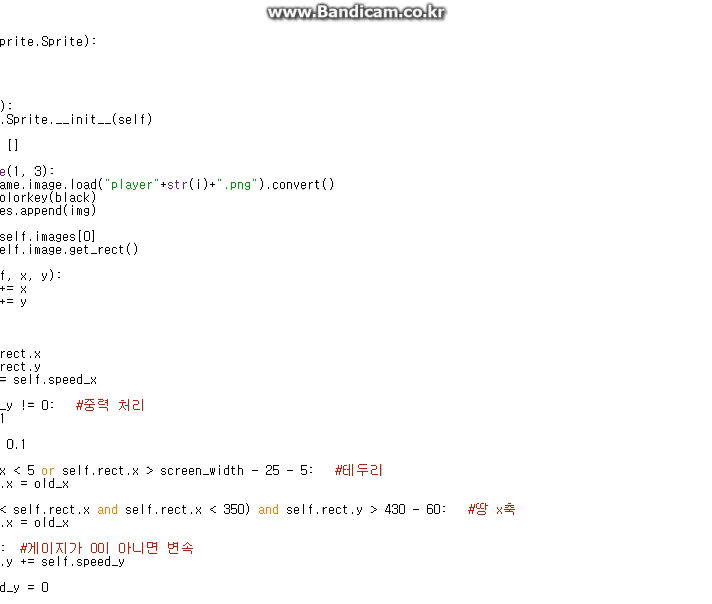 www.Bandicam.co.kr
prite.Sprite):
):
.Sprite.__init__(self)
[]
e(1, 3):
ame.image.load("player"+str(i)+".png").convert()
olorkey(black)
es.append(img)
self.images[0]
elf.image.get_rect()
f, x, y):
+= x
+= y
rect.x
rect.y
= self.speed_x
_y != 0:   #중력 처리
1
0.1
x < 5 or self.rect.x > screen_width - 25 - 5:   #테두리
.x = old_x
< self.rect.x and self.rect.x < 350) and self.rect.y > 430 - 60:   #땅 x축
.x = old_x
:  #게이지가 0이 아니면 변속
.y += self.speed_y
d_y = 0